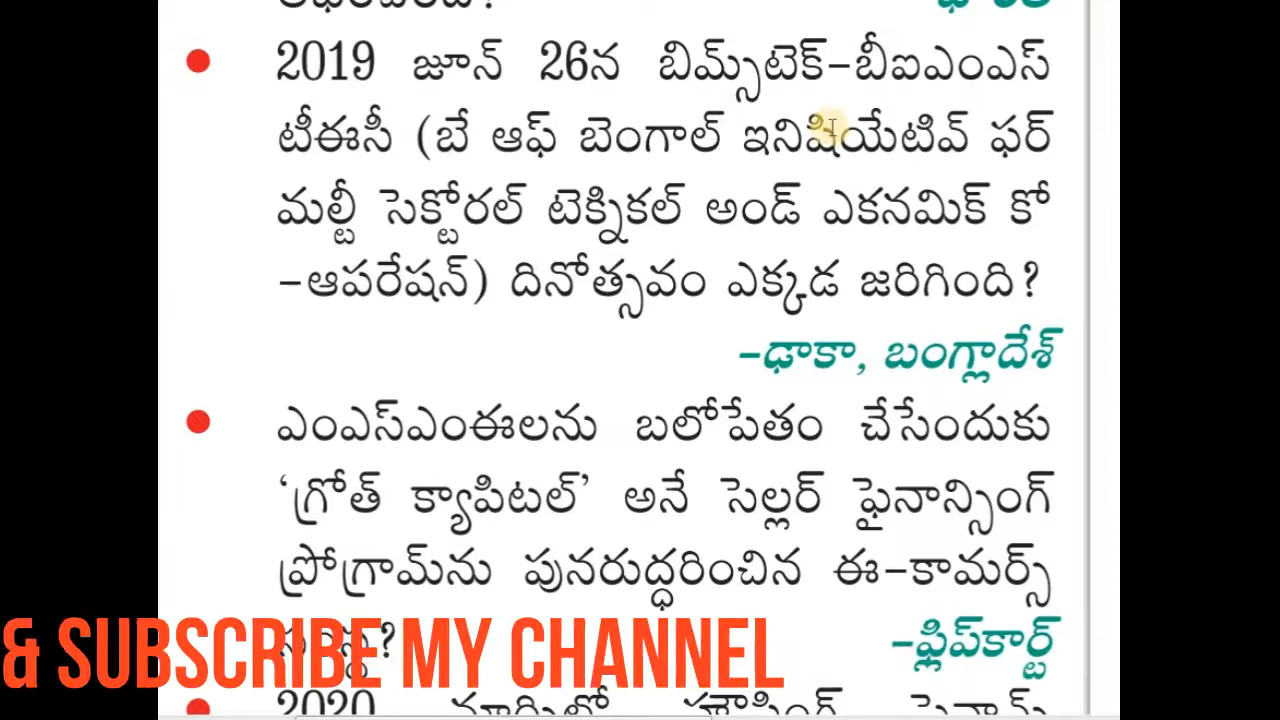 2019 జూన్ 26న బిమ్స్‌టెక్-బీఐఎంఎస్
టీఈసీ (బే ఆఫ్ బెంగాల్ ఇనిషియేటివ్ ఫర్
మల్టీ సెక్టోరల్ టెక్నికల్ అండ్ ఎకనమిక్ కో
-ఆపరేషన్) దినోత్సవం ఎక్కడ జరిగింది?
-ఢాకా, బంగ్లాదేశ్
ఎంఎస్ఎంఈలను బలోపేతం చేసేందుకు
‘గ్రోత్ క్యాపిటల్’ అనే సెల్లర్ ఫైనాన్సింగ్
ప్రోగ్రామ్‌ను పునరుద్ధరించిన ఈ-కామర్స్
-ఫ్లిప్‌కార్ట్
& SUBSCRIBE MY CHANNEL
2020